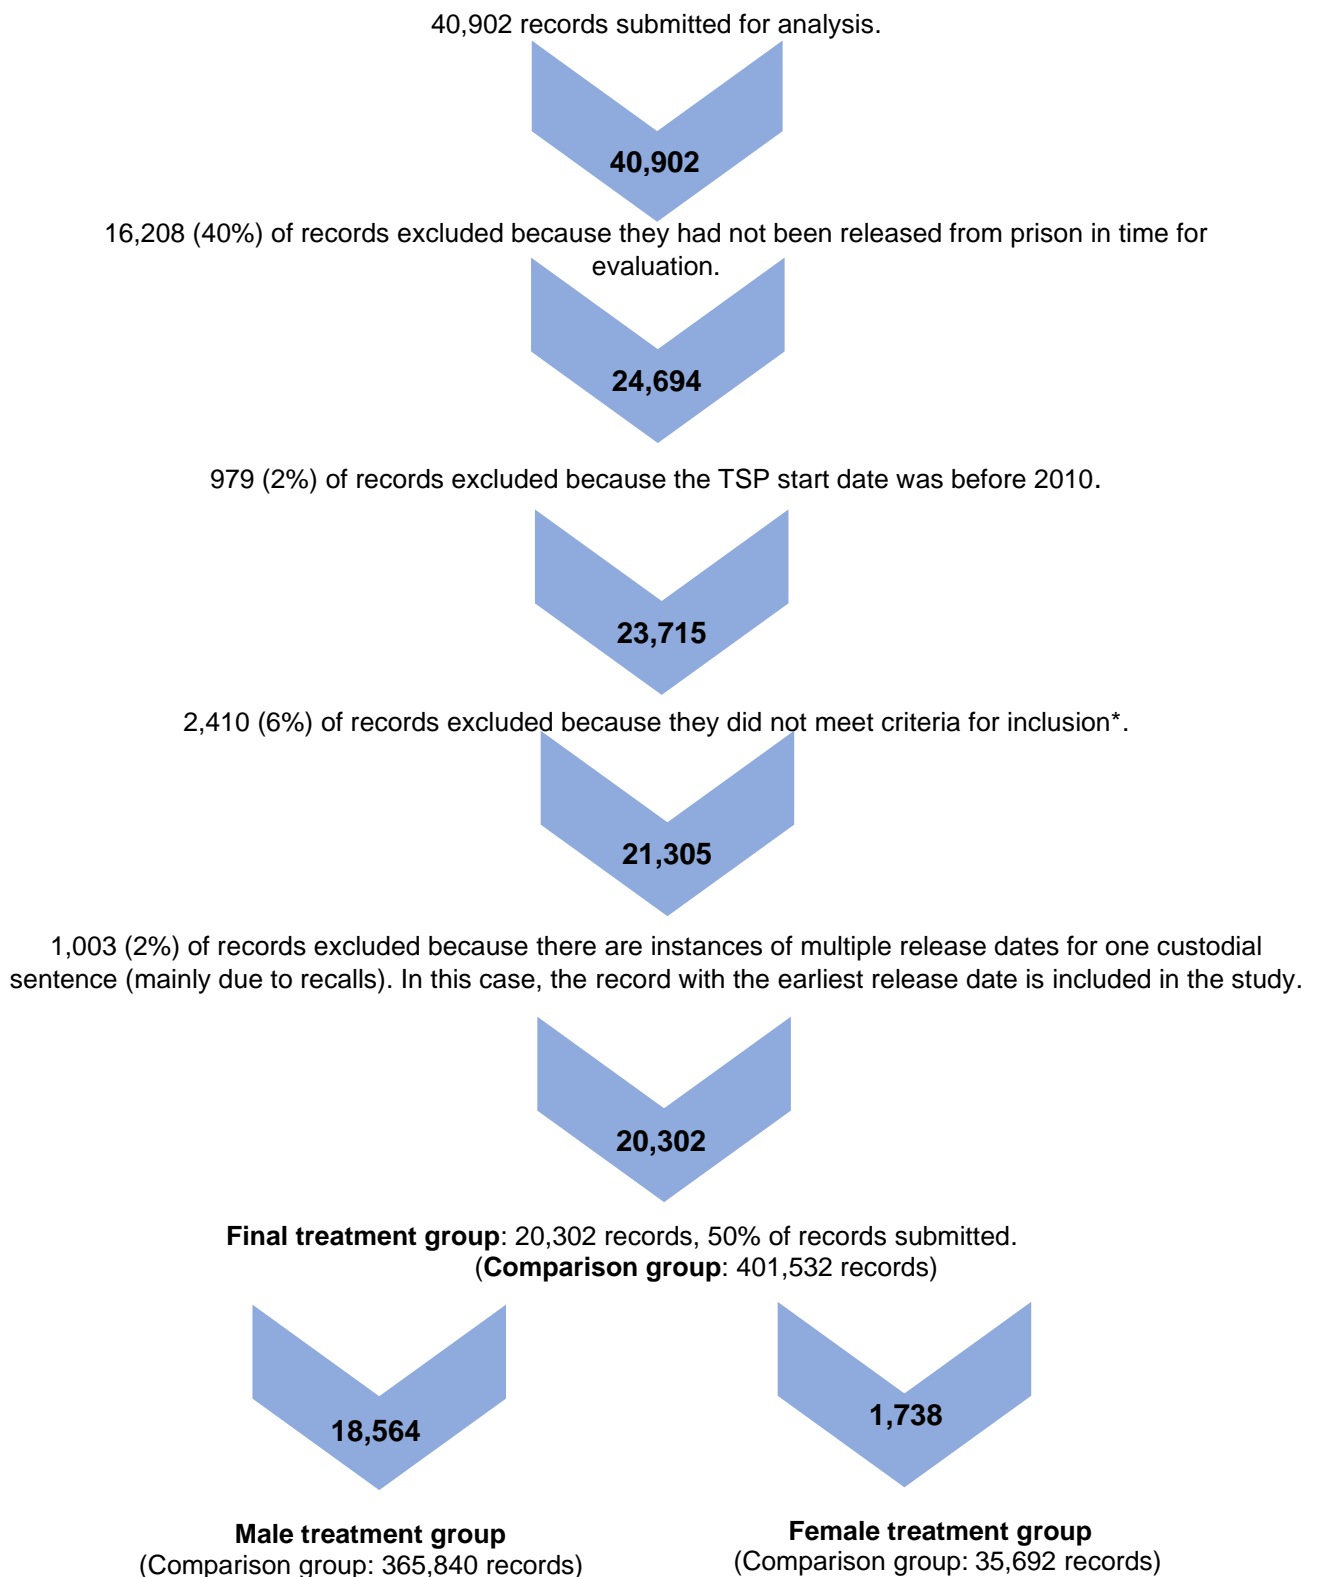 40,902 records submitted for analysis.
40,902
16,208 (40%) of records excluded because they had not been released from prison in time for
evaluation.
24,694
979 (2%) of records excluded because the TSP start date was before 2010.
23,715
2,410 (6%) of records excluded because they did not meet criteria for inclusion*.
21,305
1,003 (2%) of records excluded because there are instances of multiple release dates for one custodial
sentence (mainly due to recalls). In this case, the record with the earliest release date is included in the study.
20,302
Final treatment group: 20,302 records, 50% of records submitted.
(Comparison group: 401,532 records)
18,564
1,738
Male treatment group
(Comparison group: 365,840 records)
Female treatment group
(Comparison group: 35,692 records)